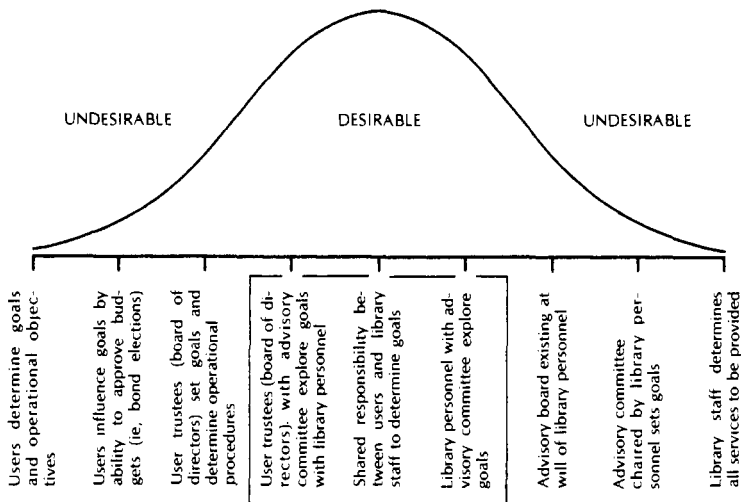 UNDESIRABLE
DESIRABLE
UNDESIRABLE
Users determine goals
and operational objec-
tives
Users influence goals by
ability to approve bud-
gets (ie, bond elections)
User trustees (board of
directors) set goals and
determine operational
procedures
User trustees (board of di-
rectors). with advisory
committee explore goals
with library personnel
Shared responsibility be-
tween users and library
staff to determine goals
Library personnel with ad-
visory committee explore
goals
Advisory board existing at
will of library personnel
Advisory committee
chaired by library per-
sonnel sets goals
Library staff determines
all services to be provided